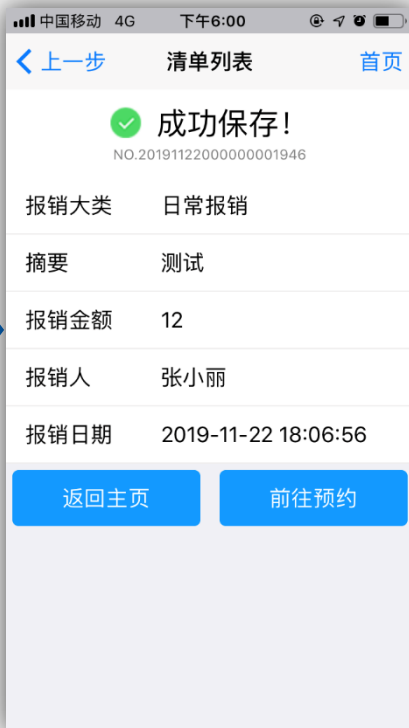 中国移动 4G 下午6:00
上一步 清单列表 首页
成功保存！
NO.20191122000000001946
报销大类 日常报销
摘要 测试
报销金额 12
报销人 张小丽
报销日期 2019-11-22 18:06:56
返回主页 前往预约